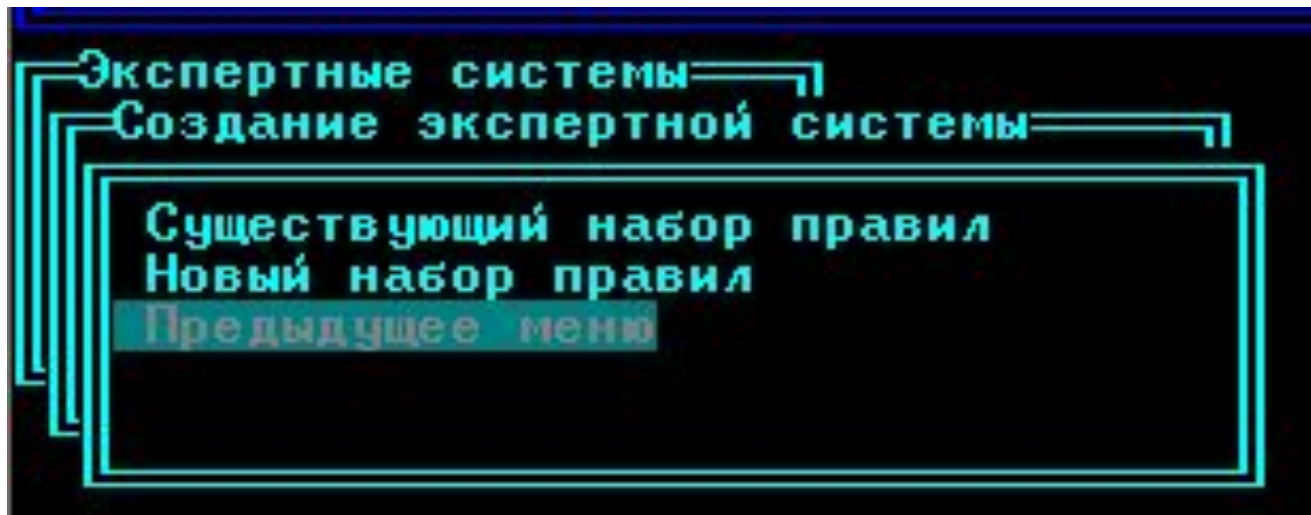 Экспертные системы
Создание экспертной системы
Существующий набор правил
Новый набор правил
Предыдущее меню